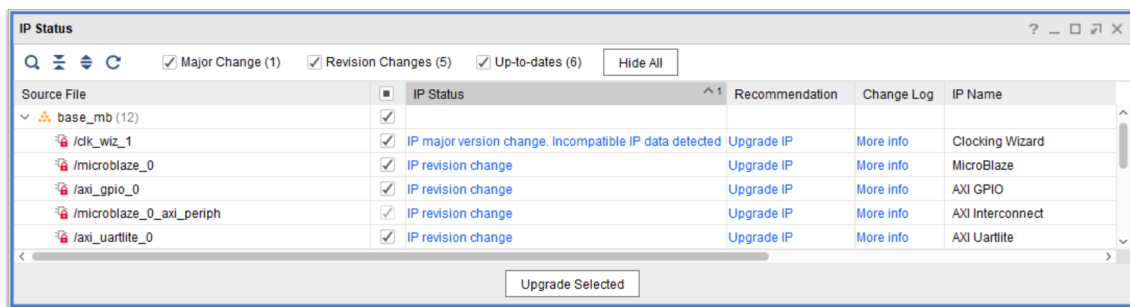 IP Status
Major Change (1) Revision Changes (5) Up-to-dates (6) Hide All
Source File IP Status 1 Recommendation Change Log IP Name
base_mb (12)
/clk_wiz_1 IP major version change. Incompatible IP data detected Upgrade IP More info Clocking Wizard
/microblaze_0 IP revision change Upgrade IP More info MicroBlaze
/axi_gpio_0 IP revision change Upgrade IP More info AXI GPIO
/microblaze_0_axi_periph IP revision change Upgrade IP More info AXI Interconnect
/axi_uartlite_0 IP revision change Upgrade IP More info AXI Uartlite
Upgrade Selected